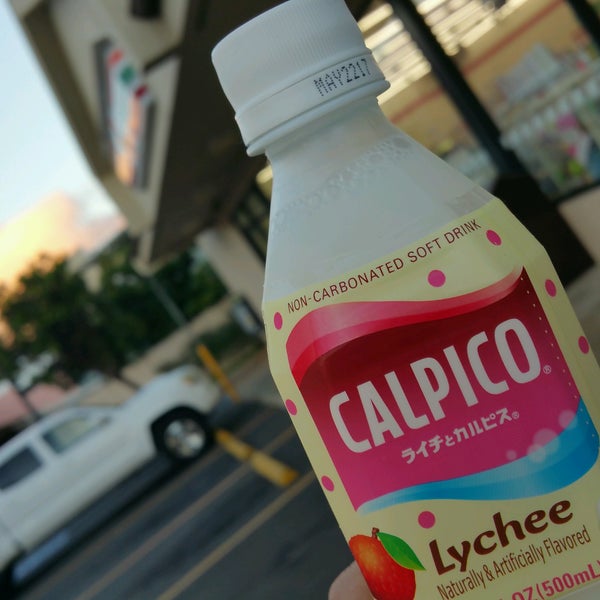 MAY2217
NON-CARBONATED SOFT DRINK
CALPICO®
ライチとカルピス®
Lychee
Naturally & Artificially Flavored
OZ(500mL)